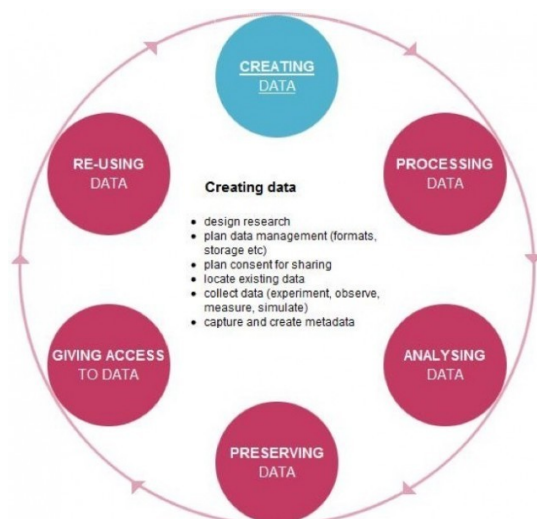 CREATING
DATA
RE-USING
DATA
PROCESSING
DATA
Creating data
• design research
• plan data management (formats,
storage etc)
• plan consent for sharing
• locate existing data
• collect data (experiment, observe,
measure, simulate)
• capture and create metadata
GIVING ACCESS
TO DATA
ANALYSING
DATA
PRESERVING
DATA